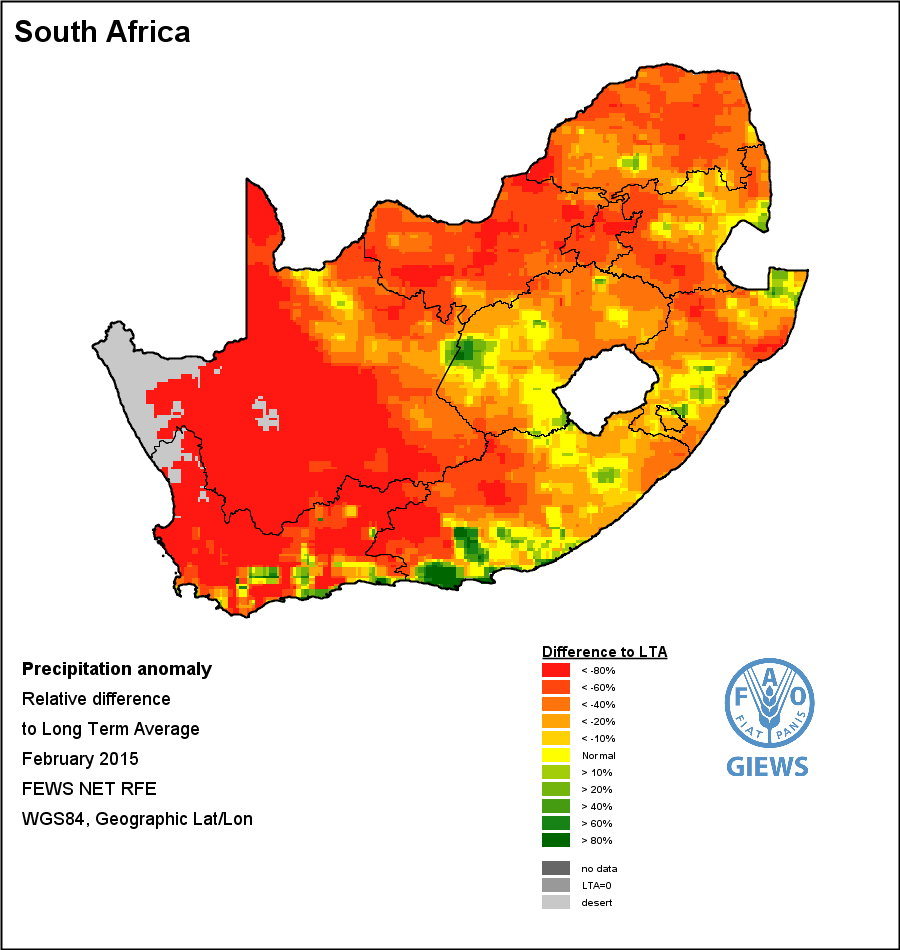 South Africa
Precipitation anomaly
Relative difference
to Long Term Average
February 2015
FEWS NET RFE
WGS84, Geographic Lat/Lon
Difference to LTA
< -80%
< -60%
< -40%
< -20%
< -10%
Normal
> 10%
> 20%
> 40%
> 60%
> 80%
no data
LTA=0
desert
F A O
FIAT PANIS
GIEWS